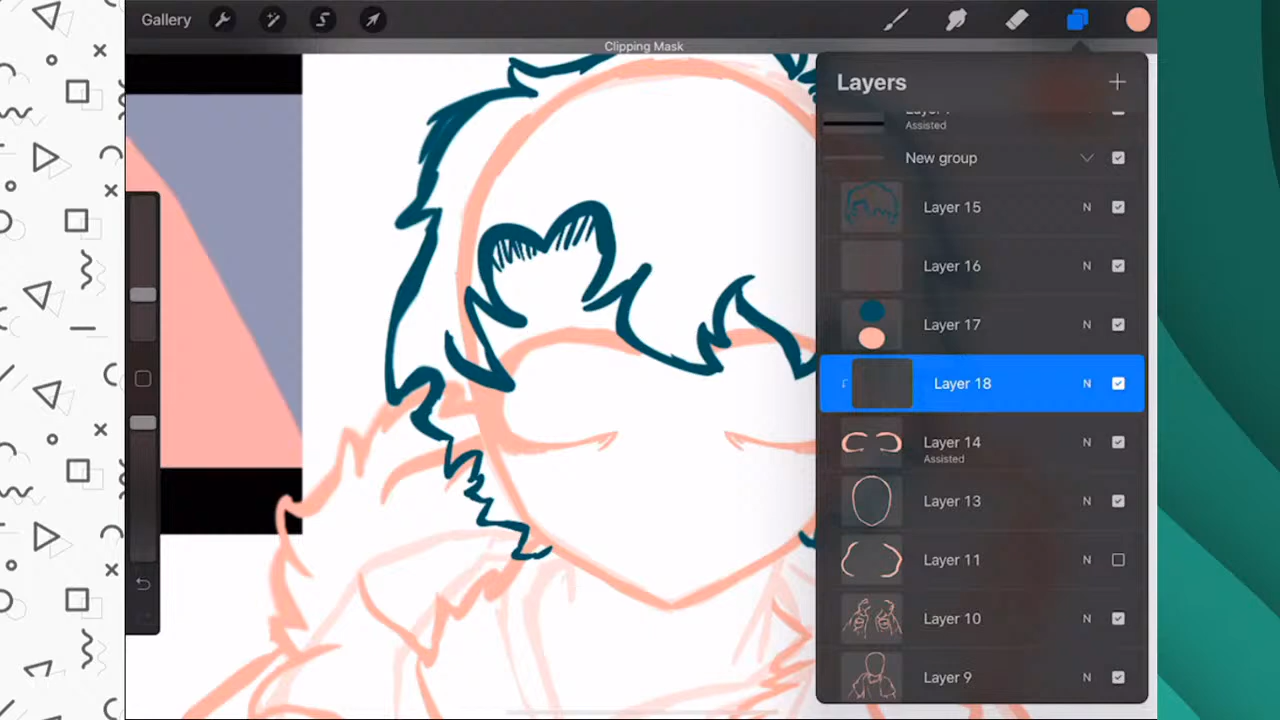 Gallery
Clipping Mask
Layers
Assisted
New group
Layer 15 N
Layer 16 N
Layer 17 N
Layer 18 N
Layer 14 N
Assisted
Layer 13 N
Layer 11 N
Layer 10 N
Layer 9 N